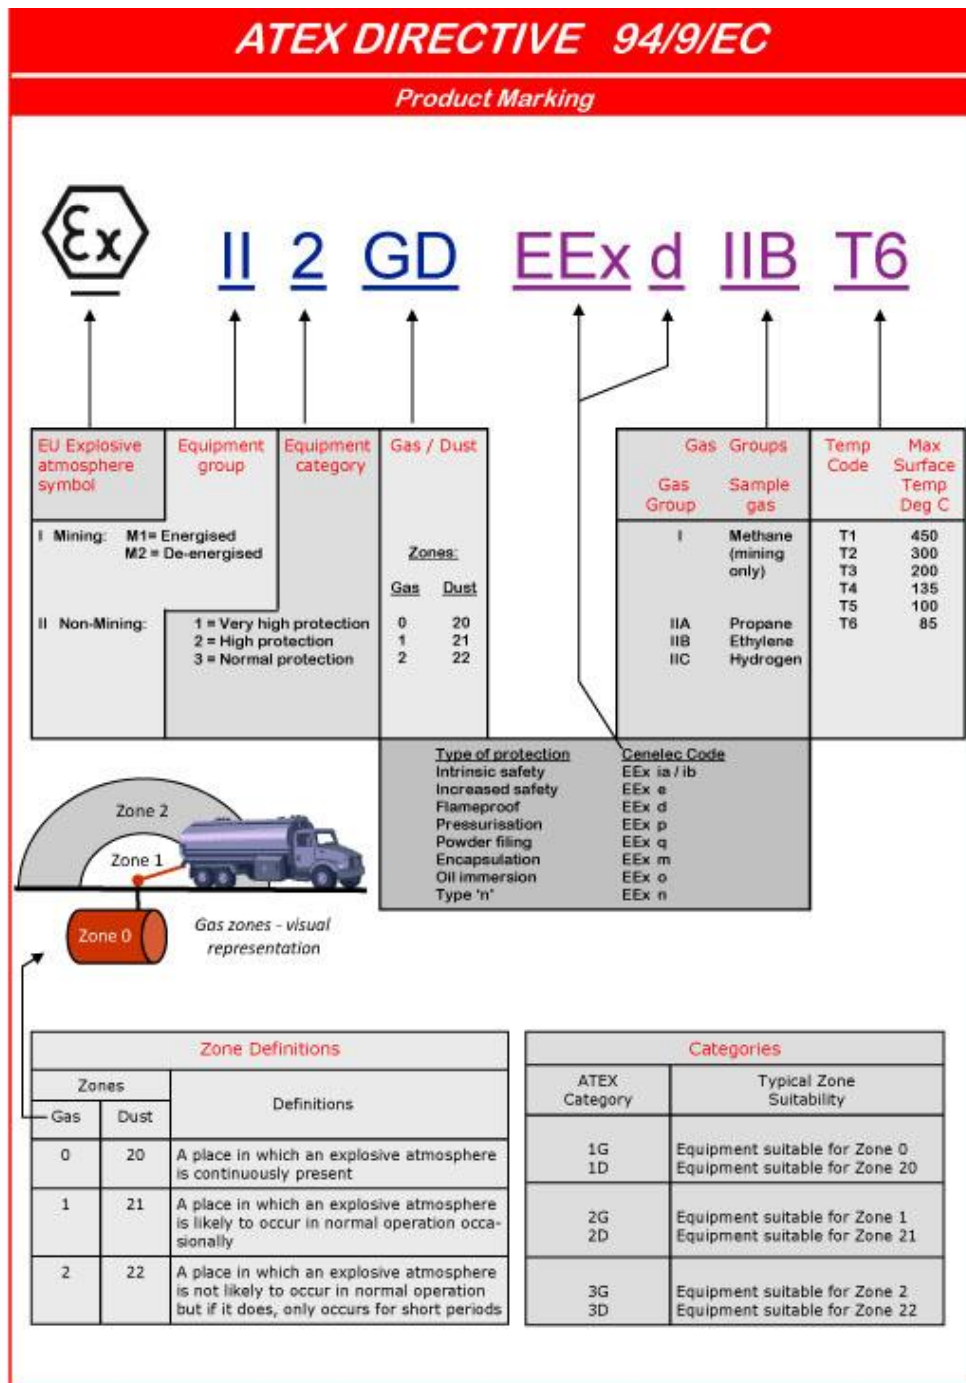 ATEX DIRECTIVE 94/9/EC
Product Marking
Ex II 2 GD EEx d IIB T6
EU Explosive atmosphere symbol
Equipment group
Equipment category
Gas / Dust
I Mining: M1= Energised
M2 = De-energised
II Non-Mining: 1 = Very high protection
2 = High protection
3 = Normal protection
Zones:
Gas Dust
0 20
1 21
2 22
Gas Groups
Gas Group Sample gas
I Methane (mining only)
IIA Propane
IIB Ethylene
IIC Hydrogen
Temp Code Max Surface Temp Deg C
T1 450
T2 300
T3 200
T4 135
T5 100
T6 85
Type of protection Cenelec Code
Intrinsic safety EEx ia / ib
Increased safety EEx e
Flameproof EEx d
Pressurisation EEx p
Powder filing EEx q
Encapsulation EEx m
Oil immersion EEx o
Type 'n' EEx n
Zone 2
Zone 1
Zone 0
Gas zones - visual
representation
Zone Definitions
Zones Definitions
Gas Dust
0 20 A place in which an explosive atmosphere
is continuously present
1 21 A place in which an explosive atmosphere
is likely to occur in normal operation occa-
sionally
2 22 A place in which an explosive atmosphere
is not likely to occur in normal operation
but if it does, only occurs for short periods
Categories
ATEX Category Typical Zone Suitability
1G Equipment suitable for Zone 0
1D Equipment suitable for Zone 20
2G Equipment suitable for Zone 1
2D Equipment suitable for Zone 21
3G Equipment suitable for Zone 2
3D Equipment suitable for Zone 22